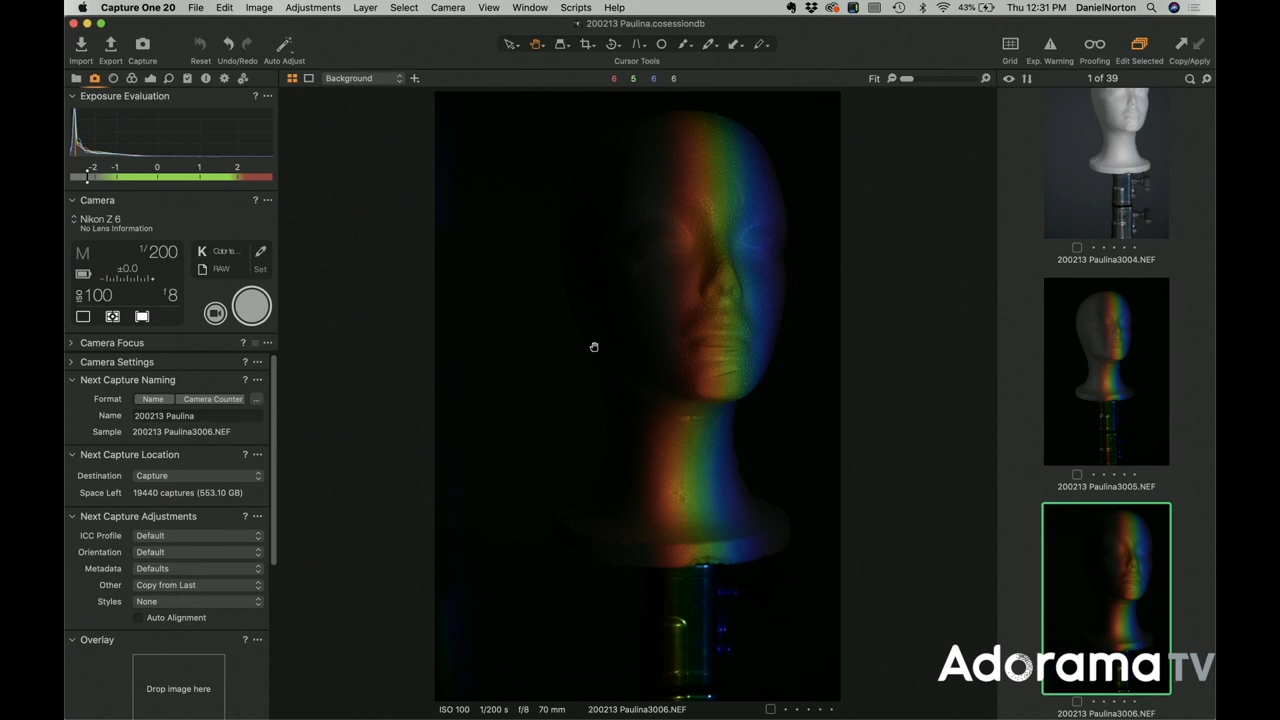 Capture One 20 File Edit Image Adjustments Layer Select Camera View Window Scripts Help
43% Thu 12:31 PM DanielNorton
200213 Paulina.cosessiondb
Import Export Capture Reset Undo/Redo Auto Adjust Cursor Tools Grid Exp. Warning Proofing Edit Selected Copy/Apply
Background 6 5 6 6 Fit 1 of 39
Exposure Evaluation ? ...
-2 -1 0 1 2
Camera ? ...
Nikon Z 6
No Lens Information
M 1/200
±0.0
ISO 100 f 8
K Color te...
RAW Set
Camera Focus ? ...
Camera Settings ? ...
Next Capture Naming ? ...
Format Name Camera Counter ...
Name 200213 Paulina
Sample 200213 Paulina3006.NEF
Next Capture Location ? ...
Destination Capture
Space Left 19440 captures (553.10 GB)
Next Capture Adjustments ? ...
ICC Profile Default
Orientation Default
Metadata Defaults
Other Copy from Last
Styles None
Auto Alignment
Overlay ? ...
Drop image here
ISO 100 1/200 s f/8 70 mm 200213 Paulina3006.NEF
200213 Paulina3004.NEF
200213 Paulina3005.NEF
Adorama TV
200213 Paulina3006.NEF